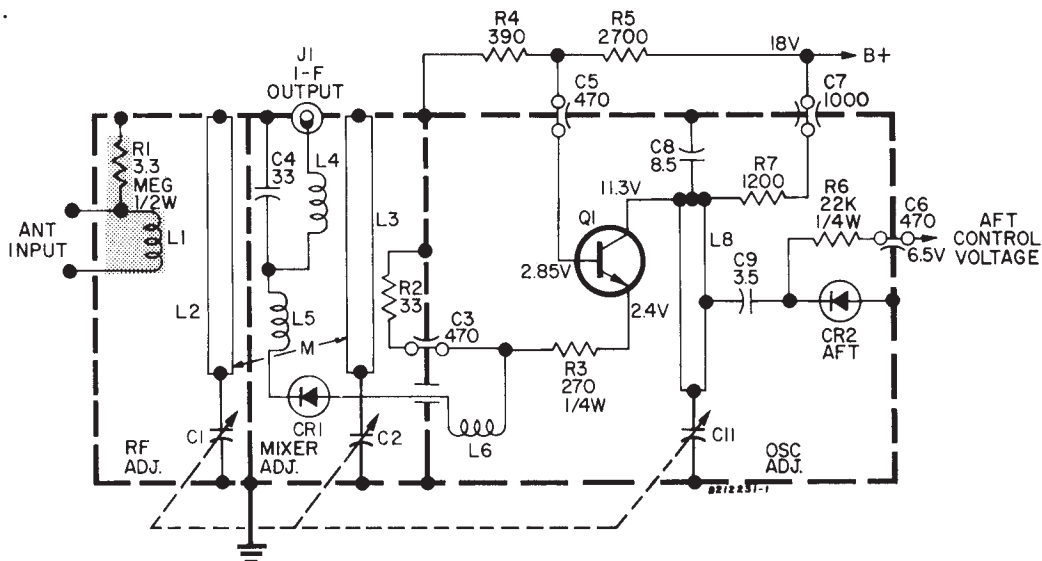 R4
390
R5
2700
18V
B+
J1
I-F
OUTPUT
C5
470
C7
1000
R1
3.3
MEG
1/2W
C4
33
L4
C8
8.5
R7
1200
11.3V
R6
22K
1/4W
C6
470
ANT
INPUT
L1
L3
Q1
L8
AFT
CONTROL
VOLTAGE
6.5V
2.85V
C9
3.5
R2
33
L2
L5
2.4V
C3
470
M
CR2
AFT
R3
270
1/4W
CR1
C1
C2
L6
C11
RF
ADJ.
MIXER
ADJ.
OSC
ADJ.
8212231-1